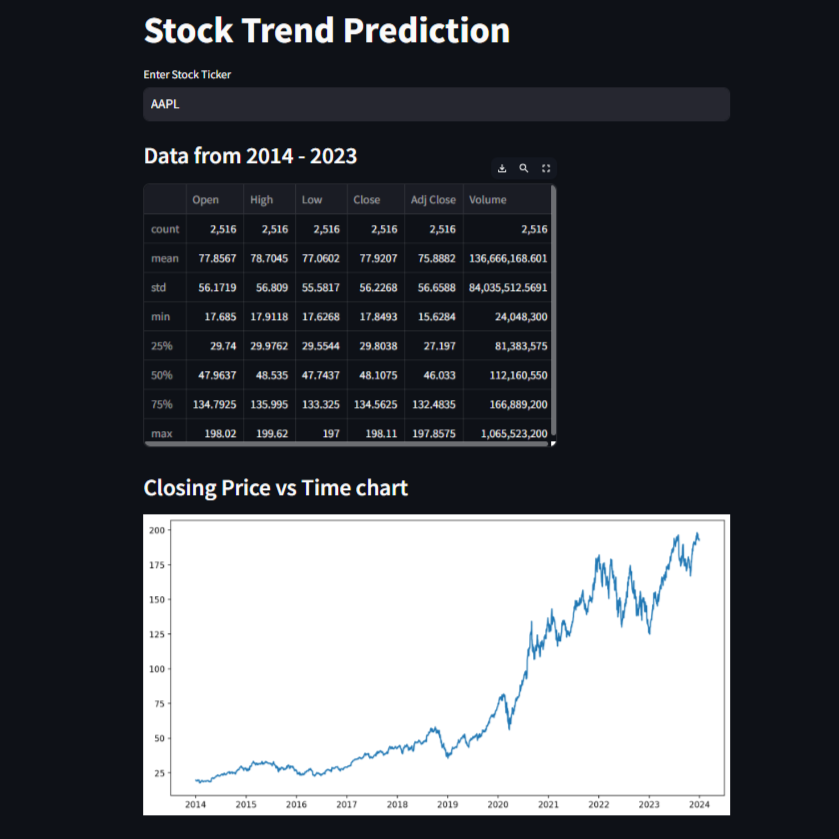 Stock Trend Prediction
Enter Stock Ticker
AAPL
Data from 2014 - 2023
Open High Low Close Adj Close Volume
count 2,516 2,516 2,516 2,516 2,516 2,516
mean 77.8567 78.7045 77.0602 77.9207 75.8882 136,666,168.601
std 56.1719 56.809 55.5817 56.2268 56.6588 84,035,512.5691
min 17.685 17.9118 17.6268 17.8493 15.6284 24,048,300
25% 29.74 29.9762 29.5544 29.8038 27.197 81,383,575
50% 47.9637 48.535 47.7437 48.1075 46.033 112,160,550
75% 134.7925 135.995 133.325 134.5625 132.4835 166,889,200
max 198.02 199.62 197 198.11 197.8575 1,065,523,200
Closing Price vs Time chart
200
175
150
125
100
75
50
25
2014 2015 2016 2017 2018 2019 2020 2021 2022 2023 2024